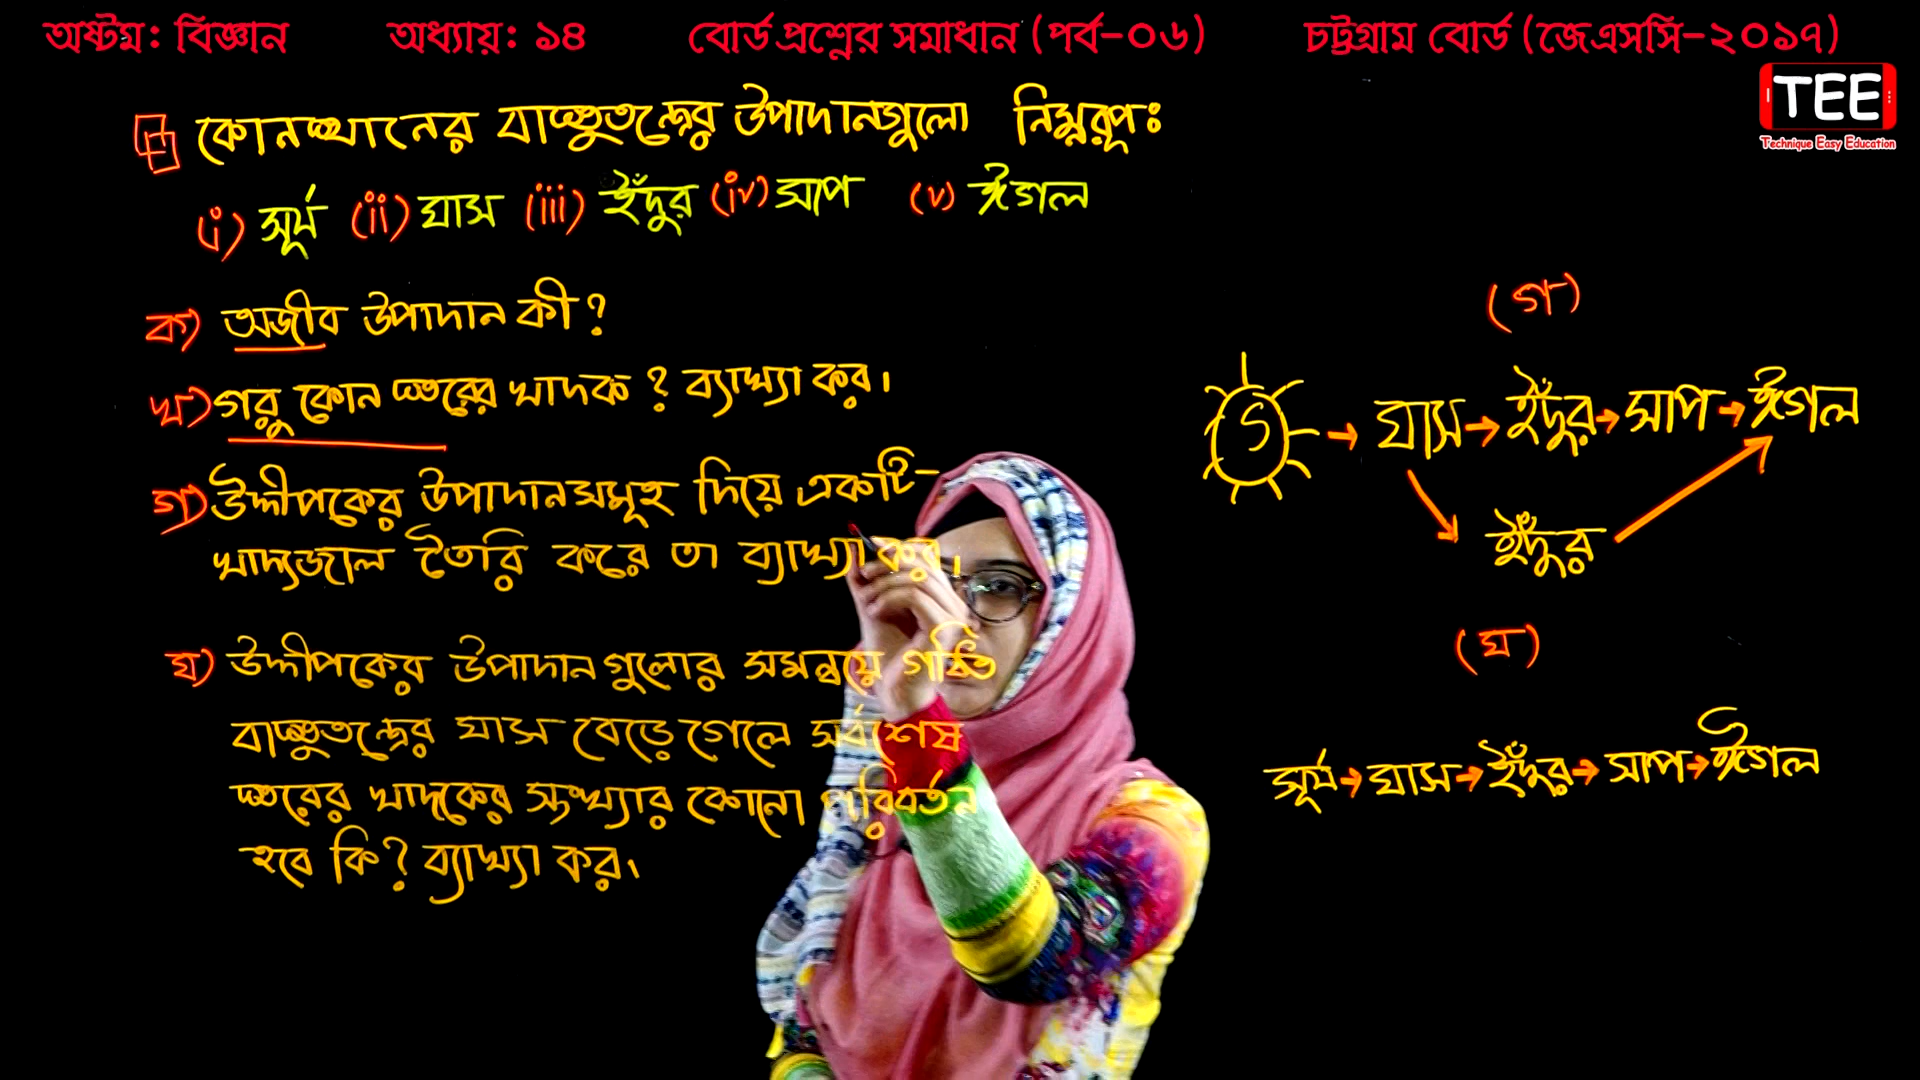 অষ্টম: বিজ্ঞান অধ্যায়: ১৪ বোর্ড প্রশ্নের সমাধান (পর্ব-০৬) চট্টগ্রাম বোর্ড (জেএসসি-২০১৭)
TEE
Technique Easy Education
কোনস্থানের বাস্তুতন্ত্রের উপাদানগুলো নিম্নরূপঃ
(i) সূর্য (ii) ঘাস (iii) ইঁদুর (iv) সাপ (v) ঈগল
ক) অজীব উপাদান কী?
খ) গরু কোন স্তরের খাদক? ব্যাখ্যা কর।
গ) উদ্দীপকের উপাদানসমূহ দিয়ে একটি-
খাদ্যজাল তৈরি করে তা ব্যাখ্যা কর।
ঘ) উদ্দীপকের উপাদানগুলোর সমন্বয়ে গঠিত
বাস্তুতন্ত্রের ঘাস বেড়ে গেলে সর্বশেষ
স্তরের খাদকের সংখ্যার কোনো পরিবর্তন
হবে কি? ব্যাখ্যা কর।
(গ)
ঘাস→ ইঁদুর→ সাপ→ ঈগল
ইঁদুর
(ঘ)
সূর্য→ ঘাস→ ইঁদুর→ সাপ→ ঈগল